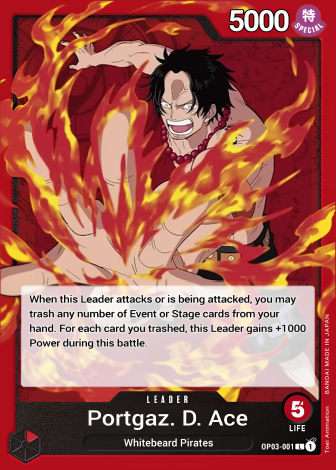 5000
特
SPECIAL
When this Leader attacks or is being attacked, you may
trash any number of Event or Stage cards from your
hand. For each card you trashed, this Leader gains +1000
Power during this battle.
LEADER
Portgaz. D. Ace
Whitebeard Pirates
5
LIFE
OP03-001 L 1
BANDAI MADE IN JAPAN
Toei Animation